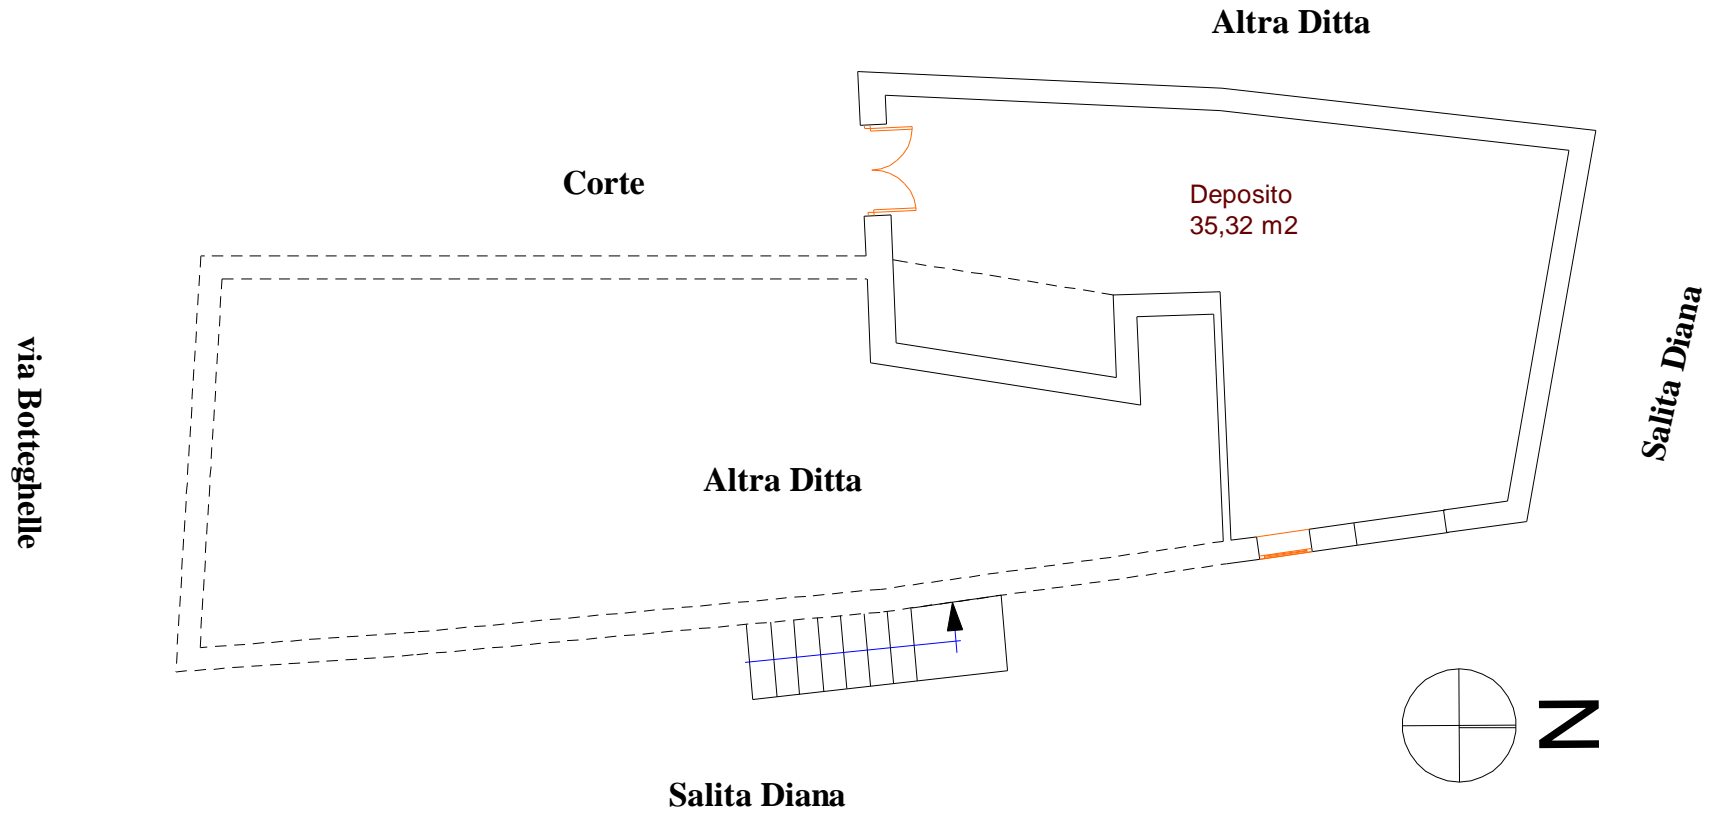 Altra Ditta
Corte
Deposito
35,32 m2
Salita Diana
via Botteghelle
Altra Ditta
N
Salita Diana